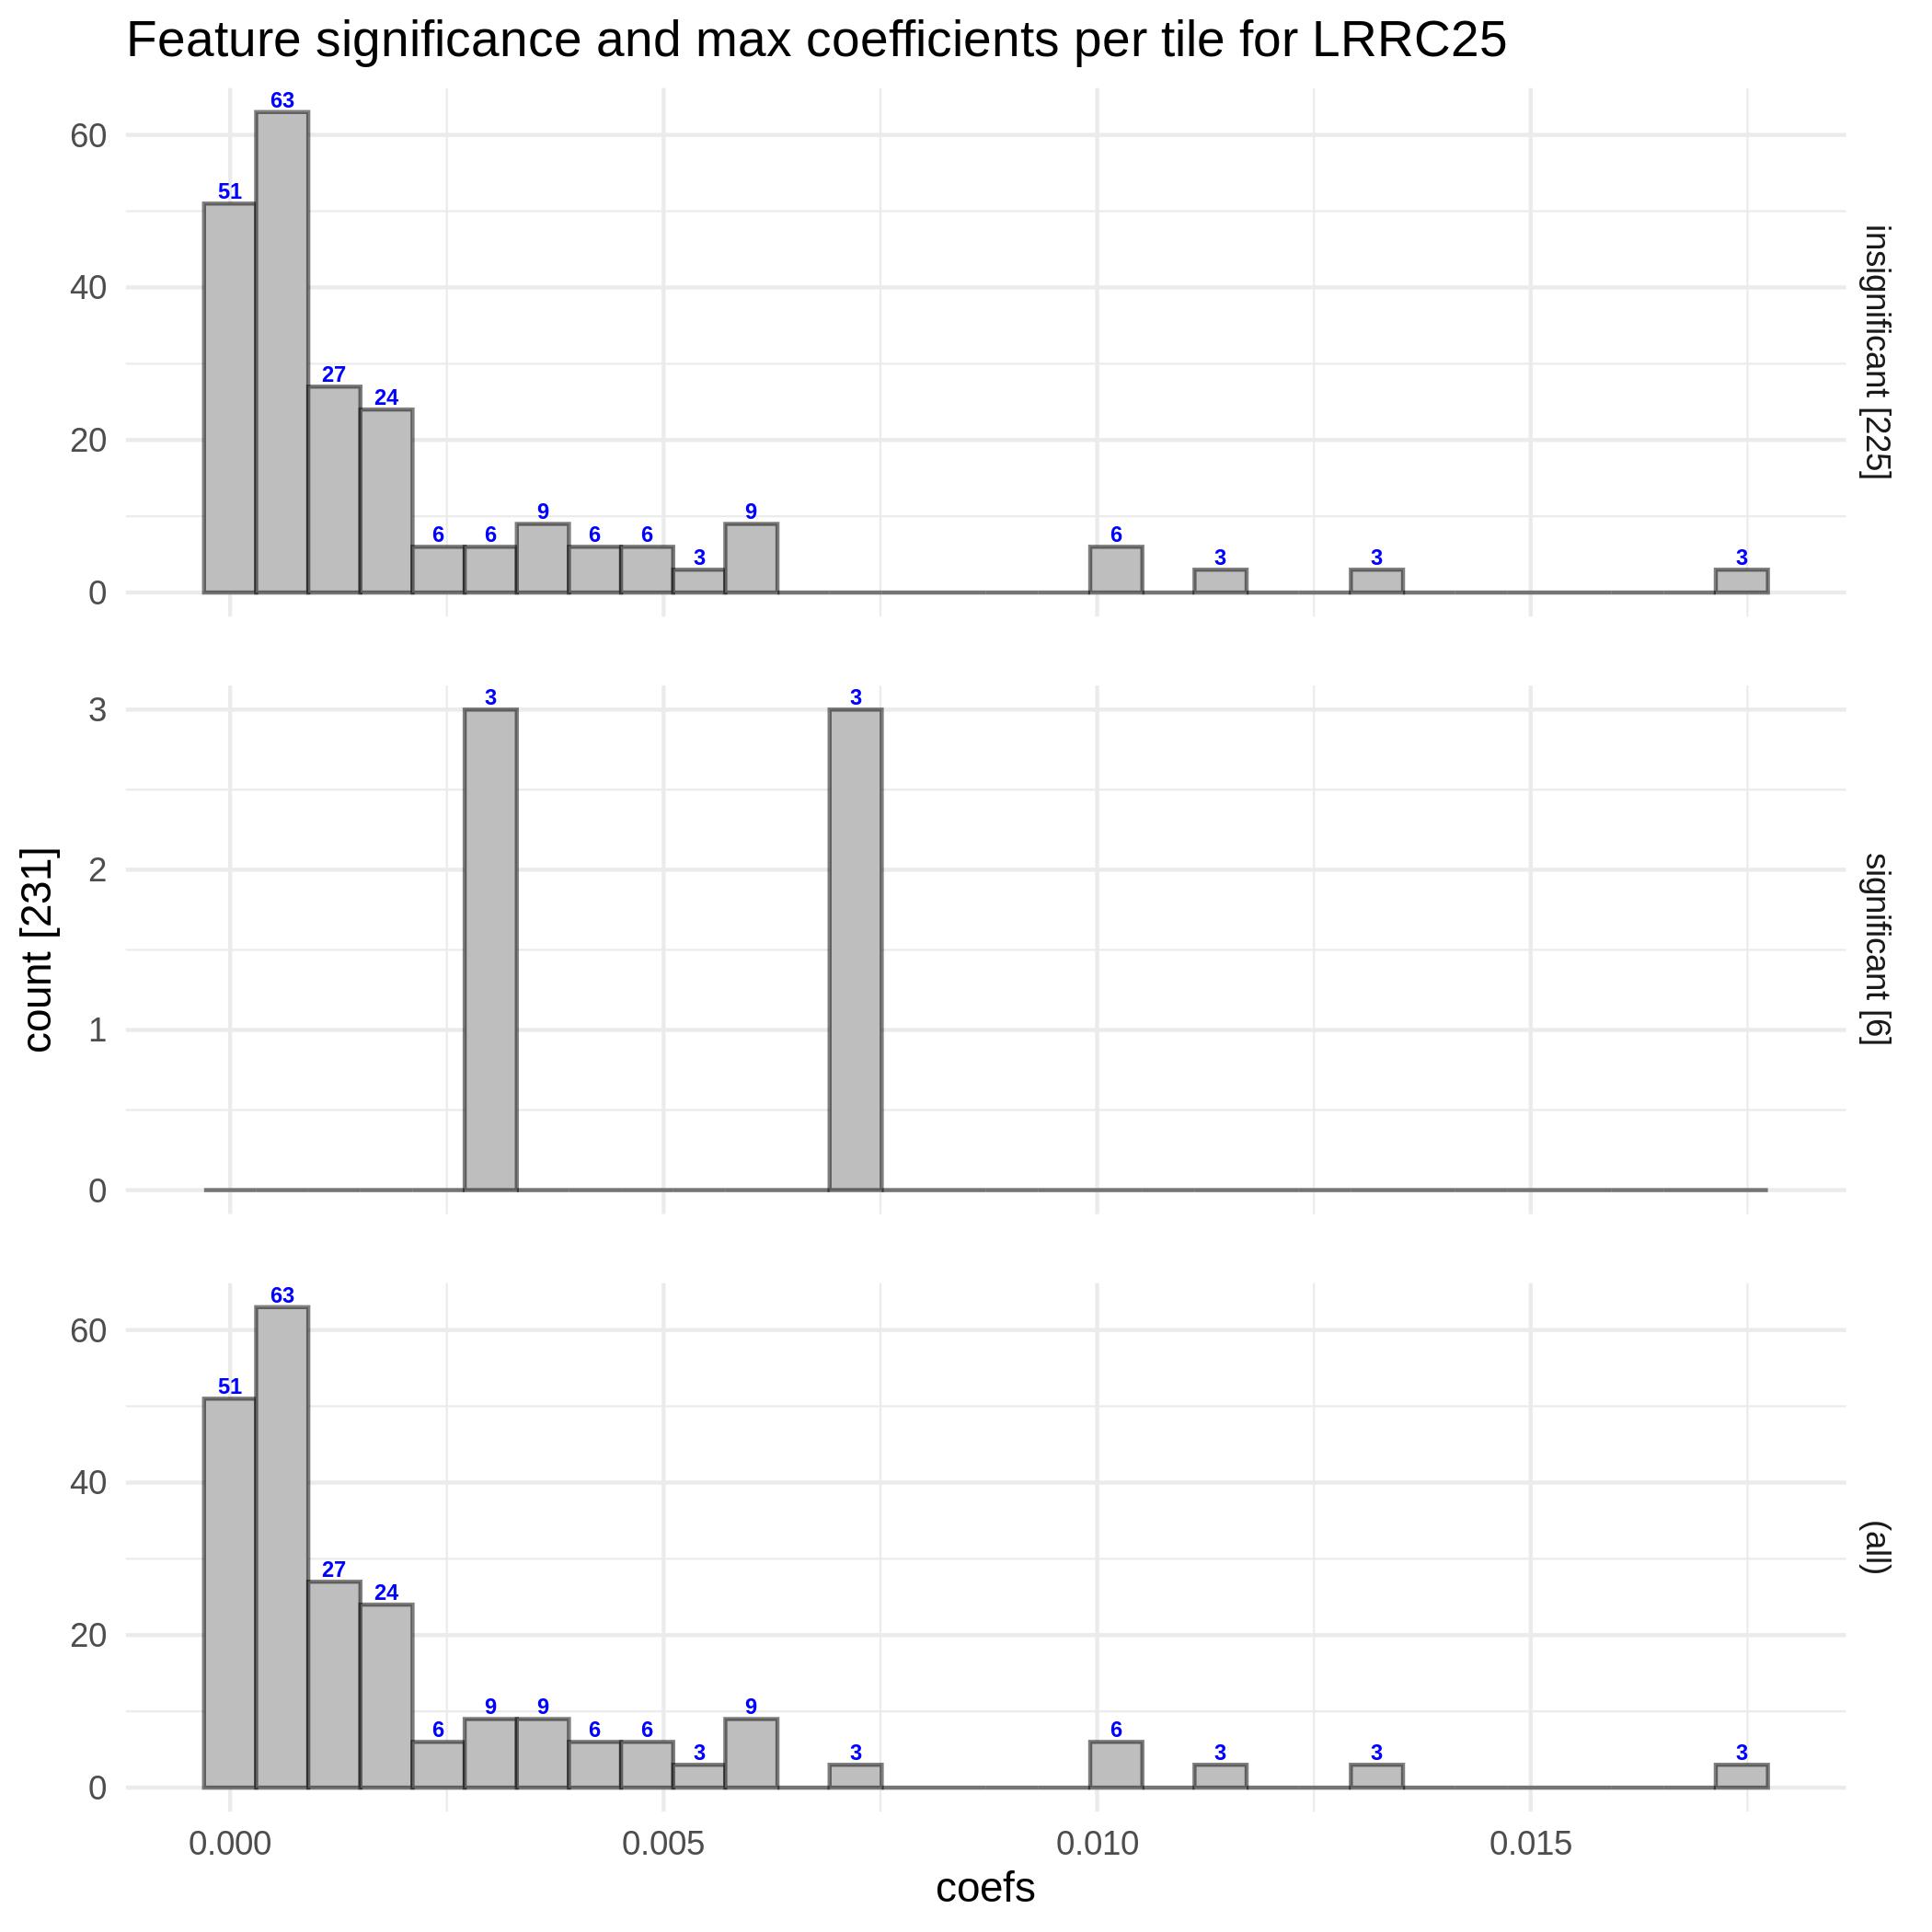 Feature significance and max coefficients per tile for LRRC25
63
60
51
40
27
24
20
6 6 9 6 6 3 9 6 3 3 3
0
insignificant [225]
3 3
3
2
1
0
significant [6]
count [231]
63
60
51
40
27
24
20
6 9 9 6 6 3 9 3 6 3 3 3
0
(all)
0.000 0.005 0.010 0.015
coefs